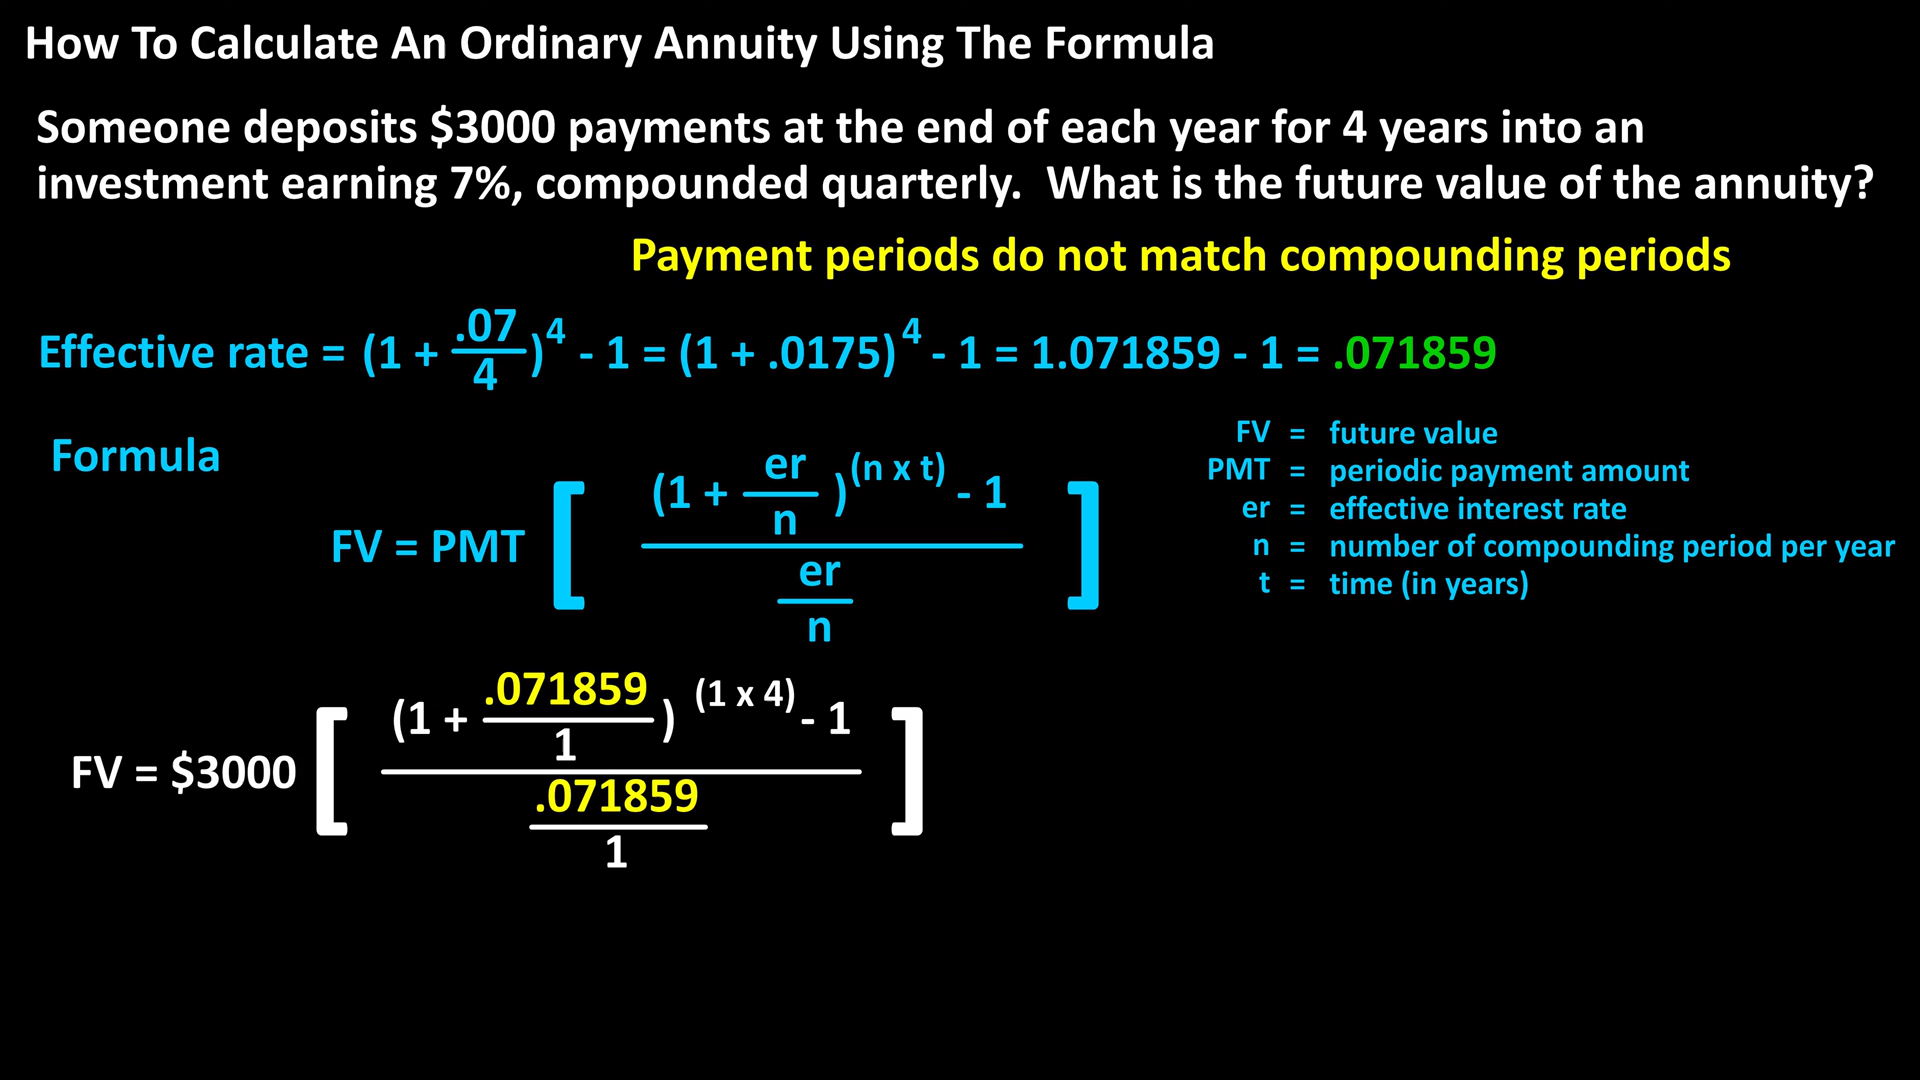 How To Calculate An Ordinary Annuity Using The Formula
Someone deposits $3000 payments at the end of each year for 4 years into an
investment earning 7%, compounded quarterly. What is the future value of the annuity?
Payment periods do not match compounding periods
Effective rate = (1 + .07/4)^4 - 1 = (1 + .0175)^4 - 1 = 1.071859 - 1 = .071859
Formula
FV = PMT [ (1 + er/n)^(n x t) - 1 / er/n ]
FV = future value
PMT = periodic payment amount
er = effective interest rate
n = number of compounding period per year
t = time (in years)
FV = $3000 [ (1 + .071859/1)^(1 x 4) - 1 / .071859/1 ]